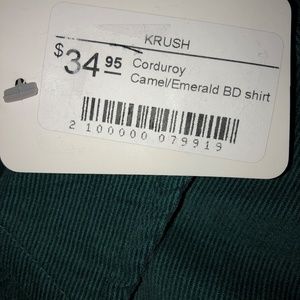 KRUSH
$34.95 Corduroy
Camel/Emerald BD shirt
2 100000 079919